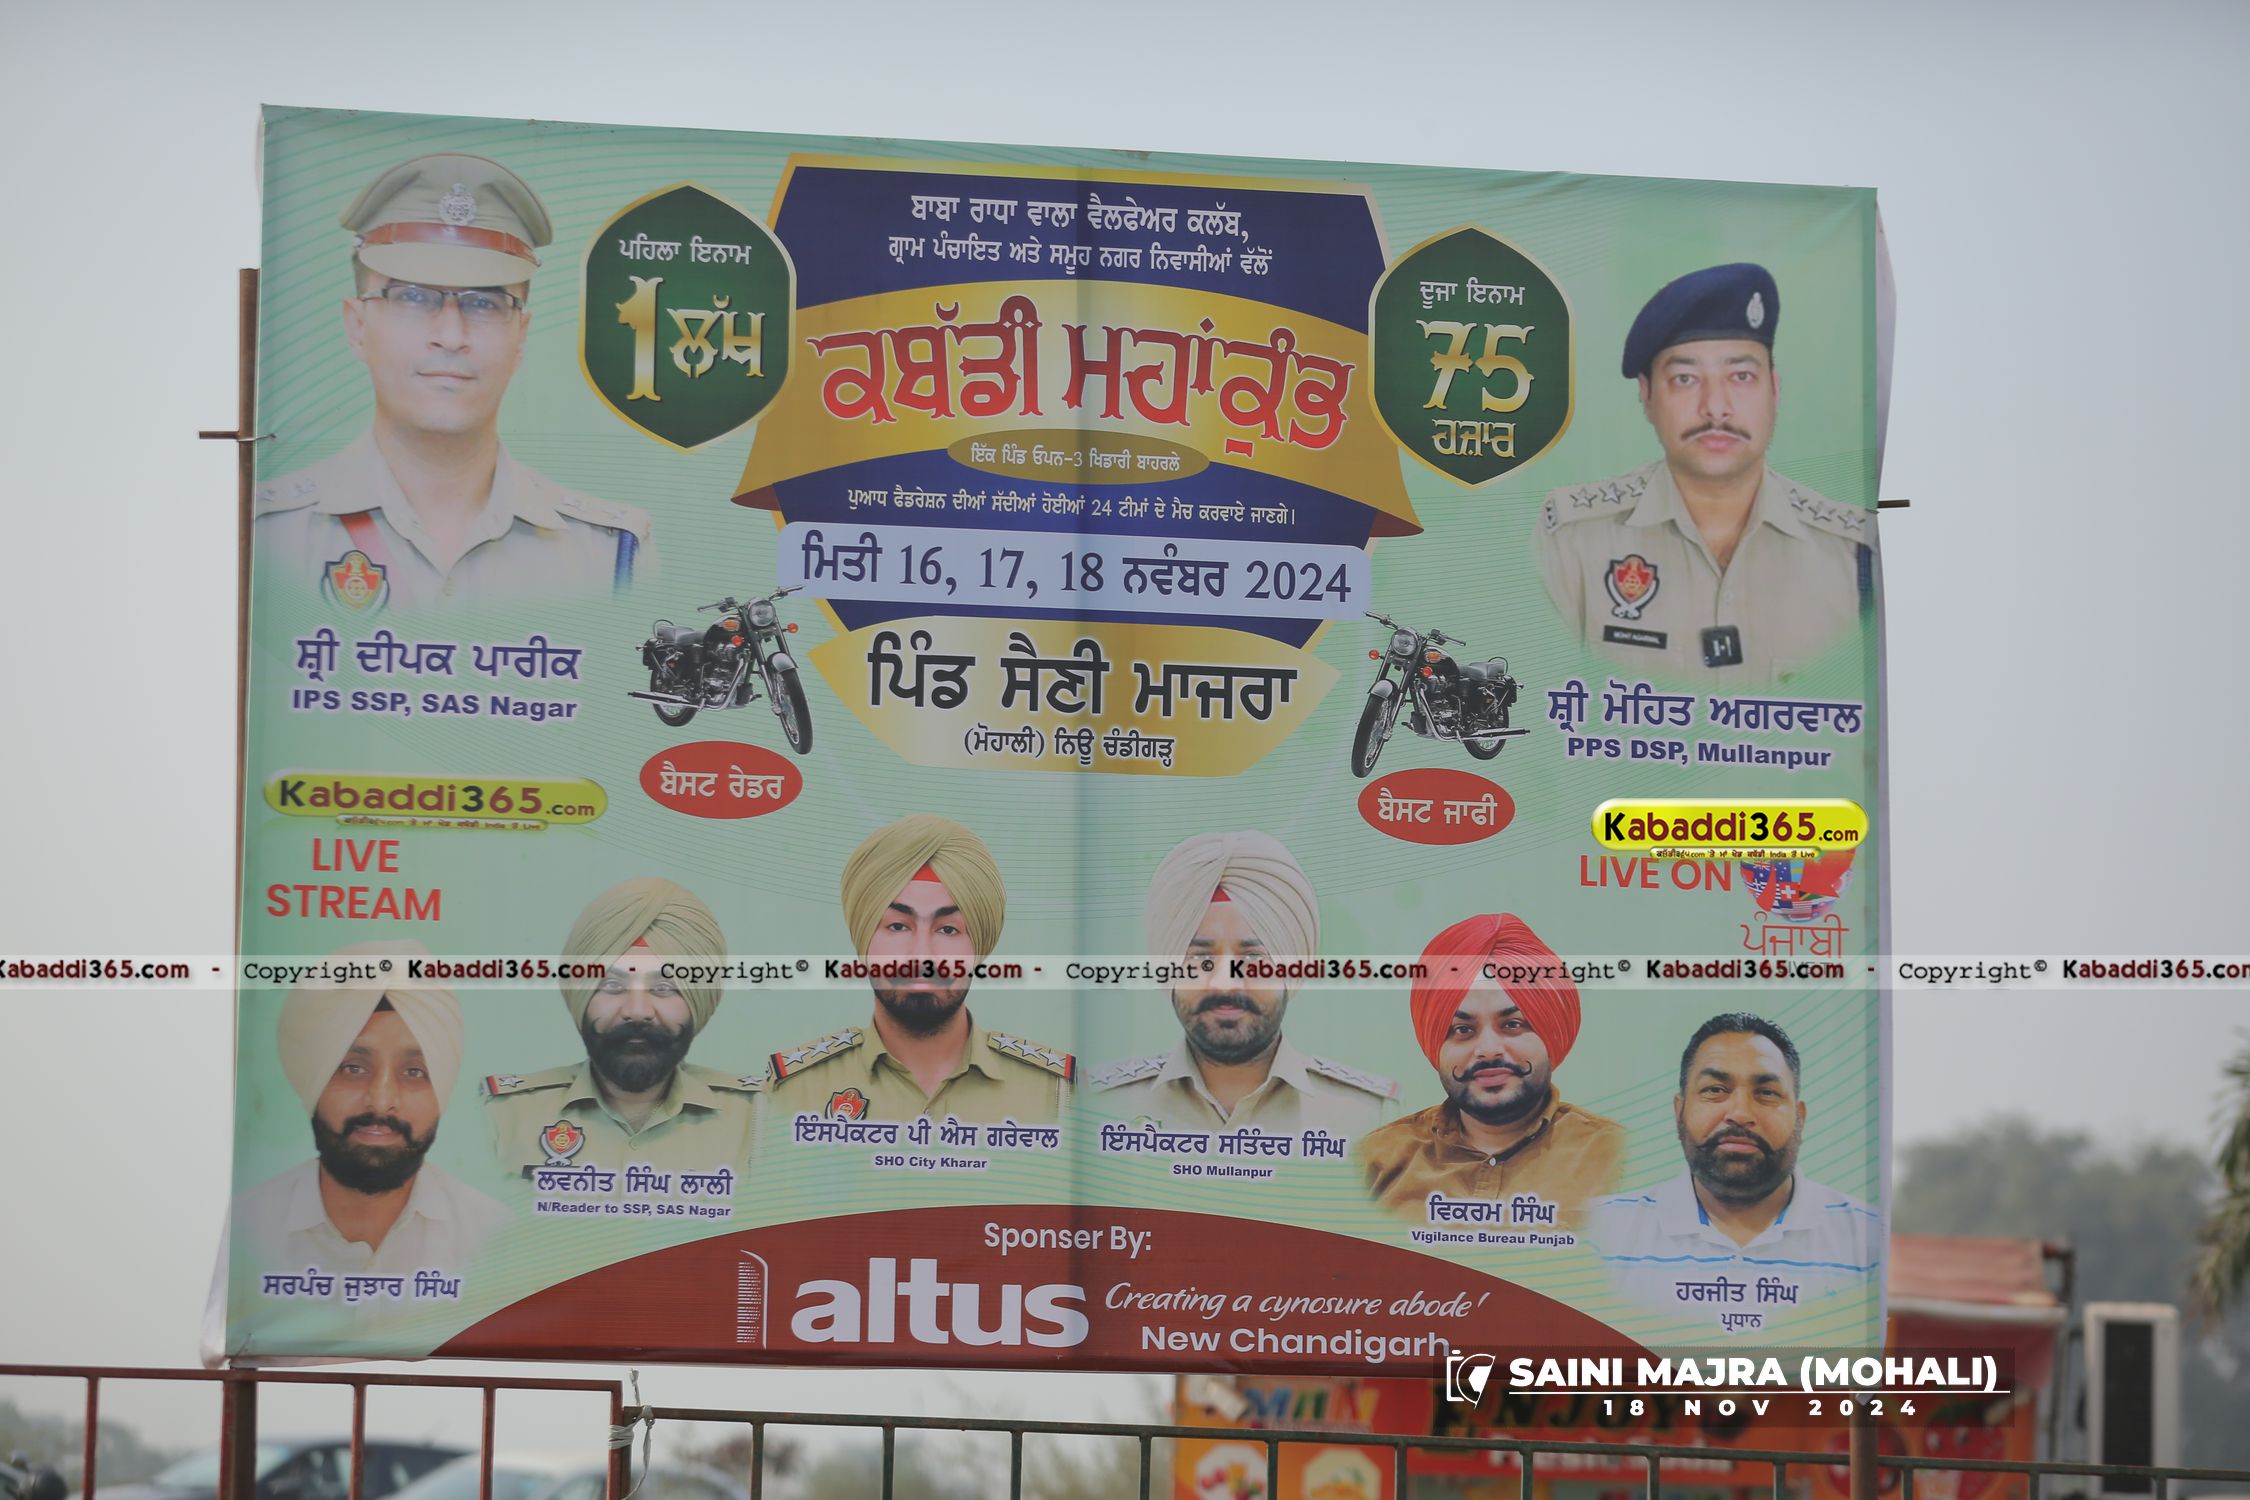 ਬਾਬਾ ਰਾਧਾ ਵਾਲਾ ਵੈਲਫੇਅਰ ਕਲੱਬ,
ਗ੍ਰਾਮ ਪੰਚਾਇਤ ਅਤੇ ਸਮੂਹ ਨਗਰ ਨਿਵਾਸੀਆਂ ਵੱਲੋਂ
ਪਹਿਲਾ ਇਨਾਮ
1 ਲੱਖ
ਕਬੱਡੀ ਮਹਾਂਕੁੰਭ
ਦੂਜਾ ਇਨਾਮ
75
ਹਜ਼ਾਰ
ਇੱਕ ਪਿੰਡ ਓਪਨ-3 ਖਿਡਾਰੀ ਬਾਹਰਲੇ
ਪੁਆਧ ਫੈਡਰੇਸ਼ਨ ਦੀਆਂ ਸੱਦੀਆਂ ਹੋਈਆਂ 24 ਟੀਮਾਂ ਦੇ ਮੈਚ ਕਰਵਾਏ ਜਾਣਗੇ।
ਮਿਤੀ 16, 17, 18 ਨਵੰਬਰ 2024
ਪਿੰਡ ਸੈਣੀ ਮਾਜਰਾ
(ਮੋਹਾਲੀ) ਨਿਊ ਚੰਡੀਗੜ੍ਹ
ਸ਼੍ਰੀ ਦੀਪਕ ਪਾਰੀਕ
IPS SSP, SAS Nagar
ਬੈਸਟ ਰੇਡਰ
ਬੈਸਟ ਜਾਫੀ
MOHIT AGARWAL
ਸ਼੍ਰੀ ਮੋਹਿਤ ਅਗਰਵਾਲ
PPS DSP, Mullanpur
Kabaddi365.com
LIVE
STREAM
Kabaddi365.com
LIVE ON
ਪੰਜਾਬੀ
Kabaddi365.com - Copyright© Kabaddi365.com - Copyright© Kabaddi365.com - Copyright© Kabaddi365.com - Copyright© Kabaddi365.com - Copyright© Kabaddi365.com
ਸਰਪੰਚ ਜੁਝਾਰ ਸਿੰਘ
ਲਵਨੀਤ ਸਿੰਘ ਲਾਲੀ
N/Reader to SSP, SAS Nagar
ਇੰਸਪੈਕਟਰ ਪੀ ਐਸ ਗਰੇਵਾਲ
SHO City Kharar
ਇੰਸਪੈਕਟਰ ਸਤਿੰਦਰ ਸਿੰਘ
SHO Mullanpur
ਵਿਕਰਮ ਸਿੰਘ
Vigilance Bureau Punjab
ਹਰਜੀਤ ਸਿੰਘ
ਪ੍ਰਧਾਨ
Sponser By:
altus
Creating a cynosure abode'
New Chandigarh
SAINI MAJRA (MOHALI)
18 NOV 2024
ENJOY